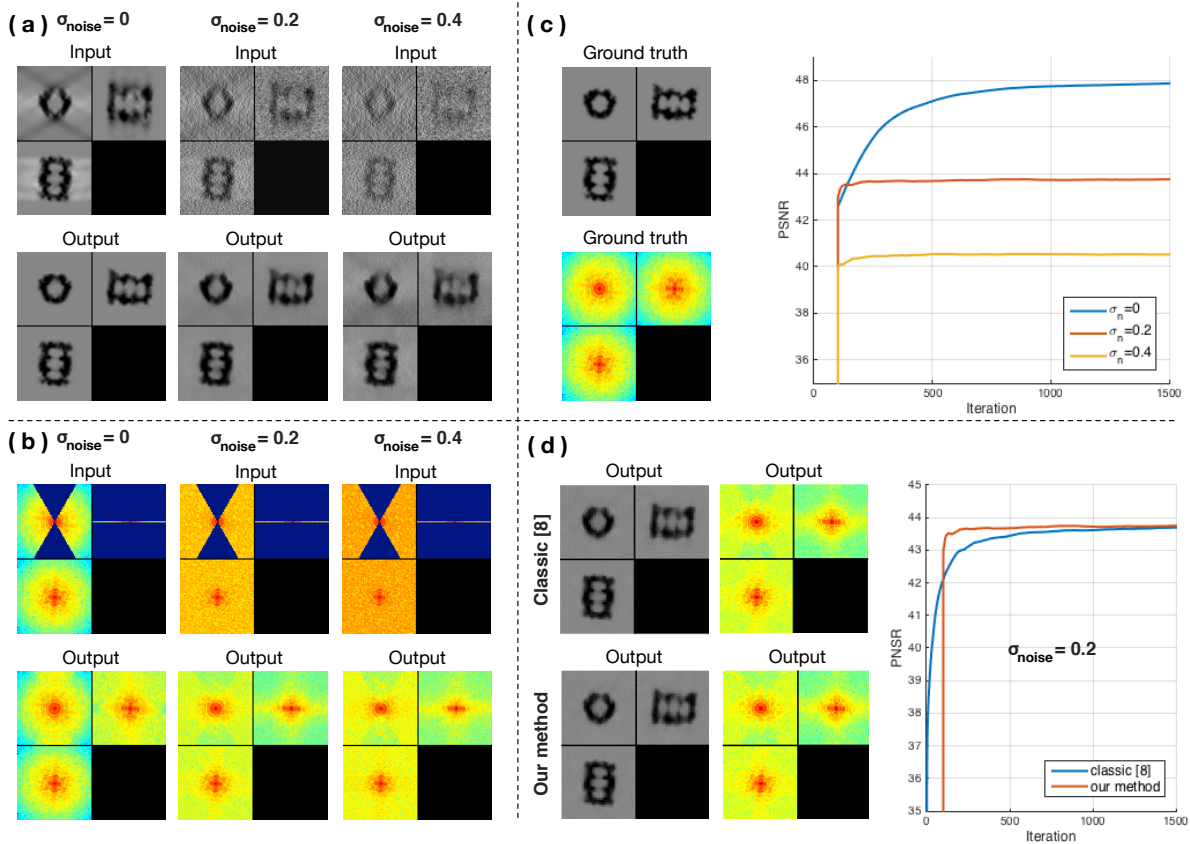 ( a )
σnoise = 0
σnoise = 0.2
σnoise = 0.4
Input
Input
Input
Output
Output
Output
( c )
Ground truth
Ground truth
48
46
44
42
40
38
36
PSNR
0
500
1000
1500
Iteration
σ_n=0
σ_n=0.2
σ_n=0.4
( b )
σnoise = 0
σnoise = 0.2
σnoise = 0.4
Input
Input
Input
Output
Output
Output
( d )
Output
Output
Classic [8]
Output
Output
Our method
45
44
43
42
41
40
39
38
37
36
35
PNSR
σnoise = 0.2
0
500
1000
1500
Iteration
classic [8]
our method